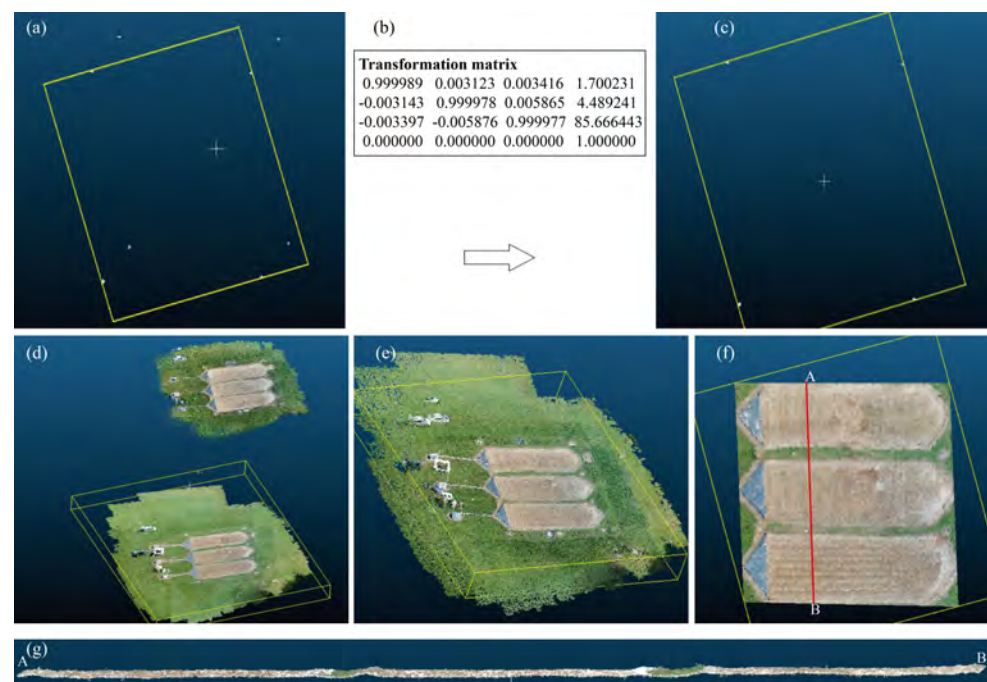 (a)
(b)
Transformation matrix
0.999989 0.003123 0.003416 1.700231
-0.003143 0.999978 0.005865 4.489241
-0.003397 -0.005876 0.999977 85.666443
0.000000 0.000000 0.000000 1.000000
(c)
(d)
(e)
(f)
A
B
(g)
A
B